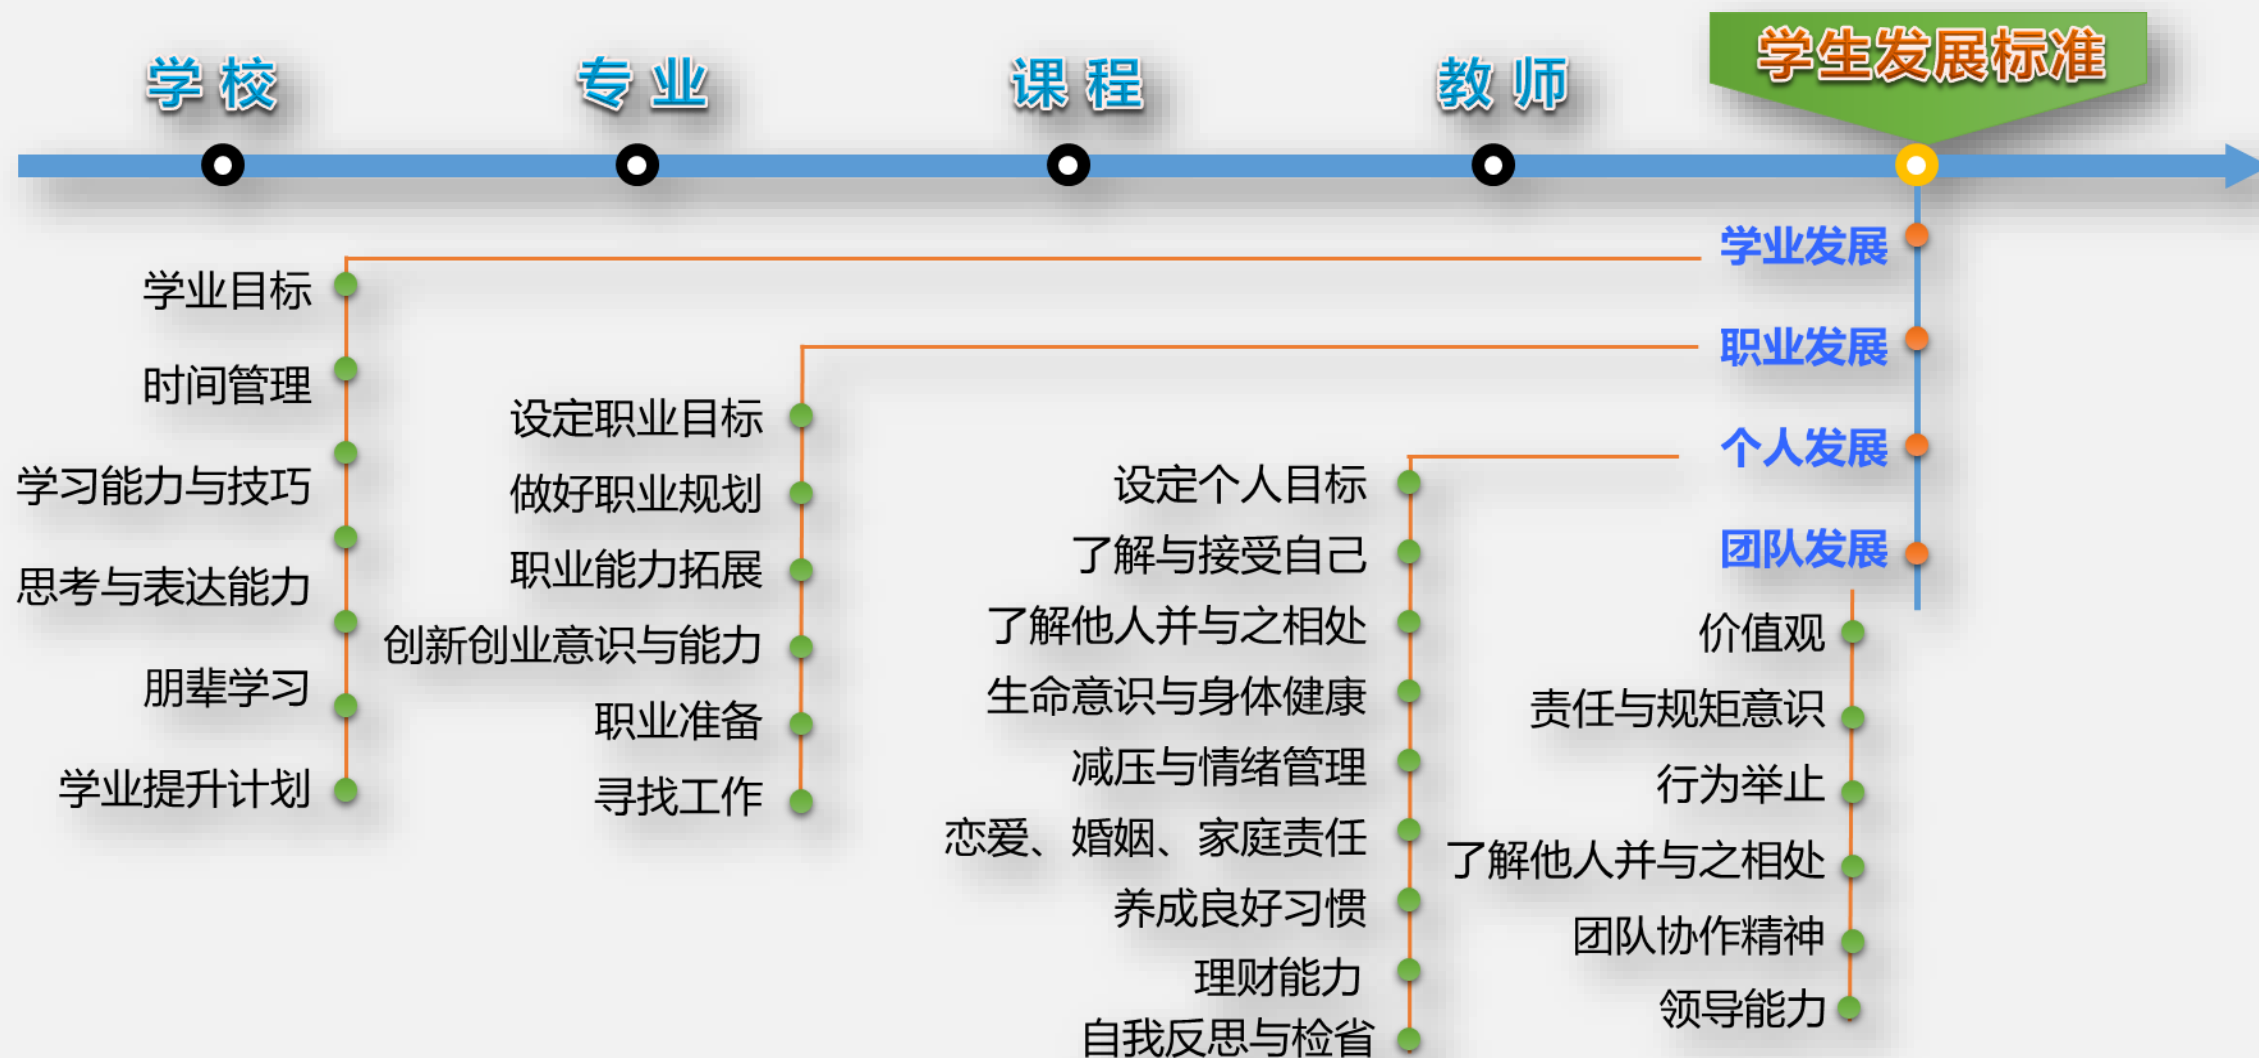 学校
专业
课程
教师
学生发展标准
学业发展
学业目标
时间管理
学习能力与技巧
思考与表达能力
朋辈学习
学业提升计划
职业发展
设定职业目标
做好职业规划
职业能力拓展
创新创业意识与能力
职业准备
寻找工作
个人发展
设定个人目标
了解与接受自己
了解他人并与之相处
生命意识与身体健康
减压与情绪管理
恋爱、婚姻、家庭责任
养成良好习惯
理财能力
自我反思与检省
团队发展
价值观
责任与规矩意识
行为举止
了解他人并与之相处
团队协作精神
领导能力